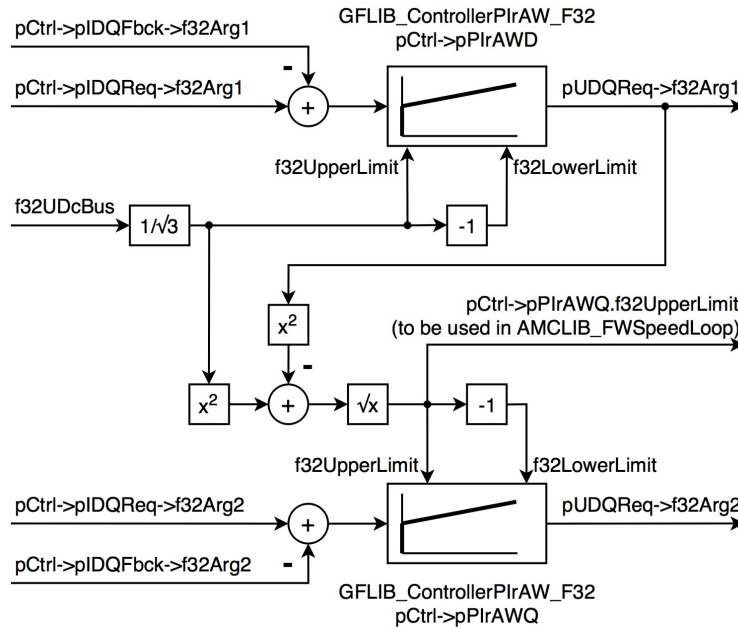 GFLIB_ControllerPIrAW_F32
pCtrl->pPIrAWD
pCtrl->pIDQFbck->f32Arg1
-
pCtrl->pIDQReq->f32Arg1
+
pUDQReq->f32Arg1
f32UpperLimit
f32LowerLimit
f32UDcBus
1/√3
-1
x²
-
pCtrl->pPIrAWQ.f32UpperLimit
(to be used in AMCLIB_FWSpeedLoop)
x²
+
√x
-1
f32UpperLimit
f32LowerLimit
pCtrl->pIDQReq->f32Arg2
+
pUDQReq->f32Arg2
-
pCtrl->pIDQFbck->f32Arg2
GFLIB_ControllerPIrAW_F32
pCtrl->pPIrAWQ